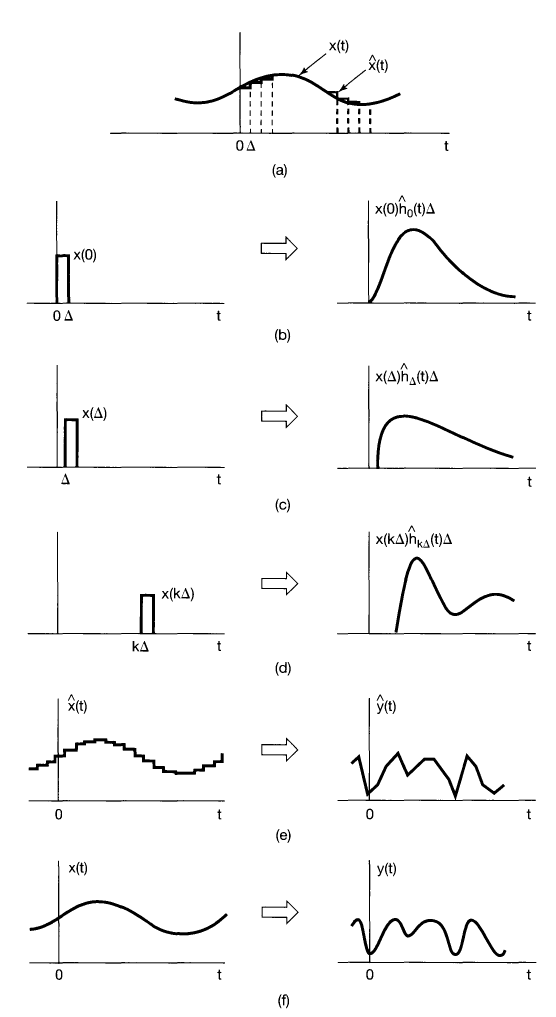 x(t)
x̂(t)
0 Δ t
(a)
x(0) x(0)ĥ₀(t)Δ
0 Δ t t
(b)
x(Δ) x(Δ)ĥ_Δ(t)Δ
Δ t t
(c)
x(kΔ) x(kΔ)ĥ_kΔ(t)Δ
kΔ t t
(d)
x̂(t) ŷ(t)
0 t 0 t
(e)
x(t) y(t)
0 t 0 t
(f)